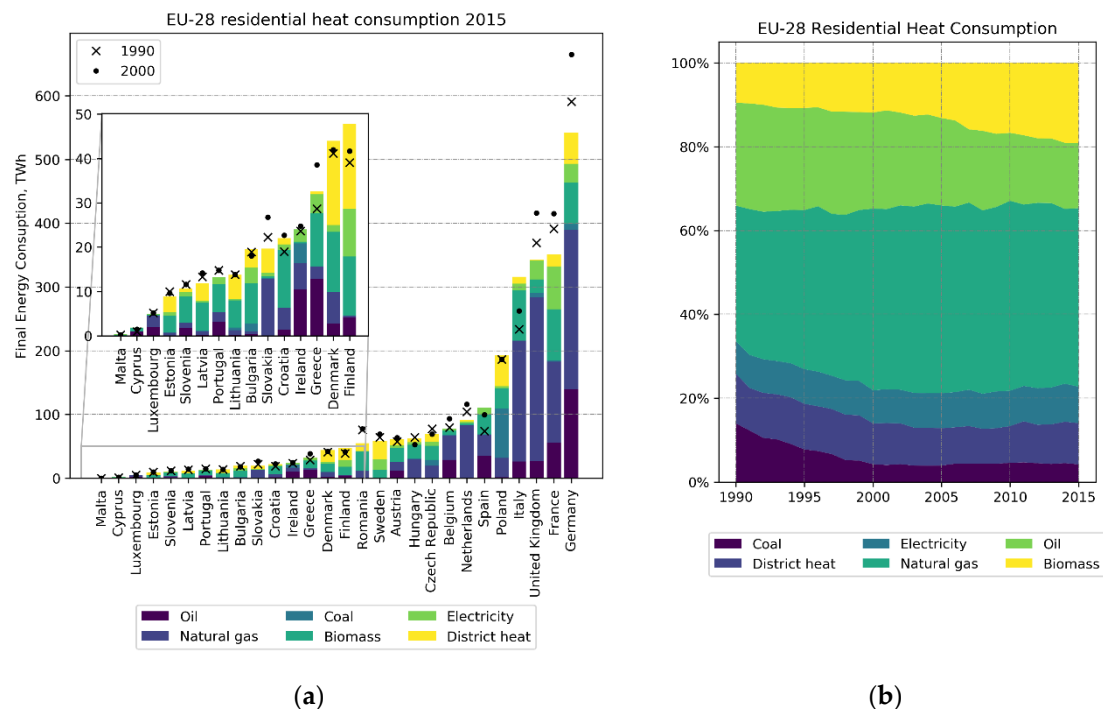 EU-28 residential heat consumption 2015
1990
2000
Final Energy Consuption, TWh
600
500
400
300
200
100
0
50
40
30
20
10
0
Malta
Cyprus
Luxembourg
Estonia
Slovenia
Latvia
Portugal
Lithuania
Bulgaria
Slovakia
Croatia
Ireland
Greece
Denmark
Finland
Malta
Cyprus
Luxembourg
Estonia
Slovenia
Latvia
Portugal
Lithuania
Bulgaria
Slovakia
Croatia
Ireland
Greece
Denmark
Finland
Romania
Sweden
Austria
Hungary
Czech Republic
Belgium
Netherlands
Spain
Poland
Italy
United Kingdom
France
Germany
Oil Coal Electricity
Natural gas Biomass District heat
(a)
EU-28 Residential Heat Consumption
100%
80%
60%
40%
20%
0%
1990 1995 2000 2005 2010 2015
Coal Electricity Oil
District heat Natural gas Biomass
(b)